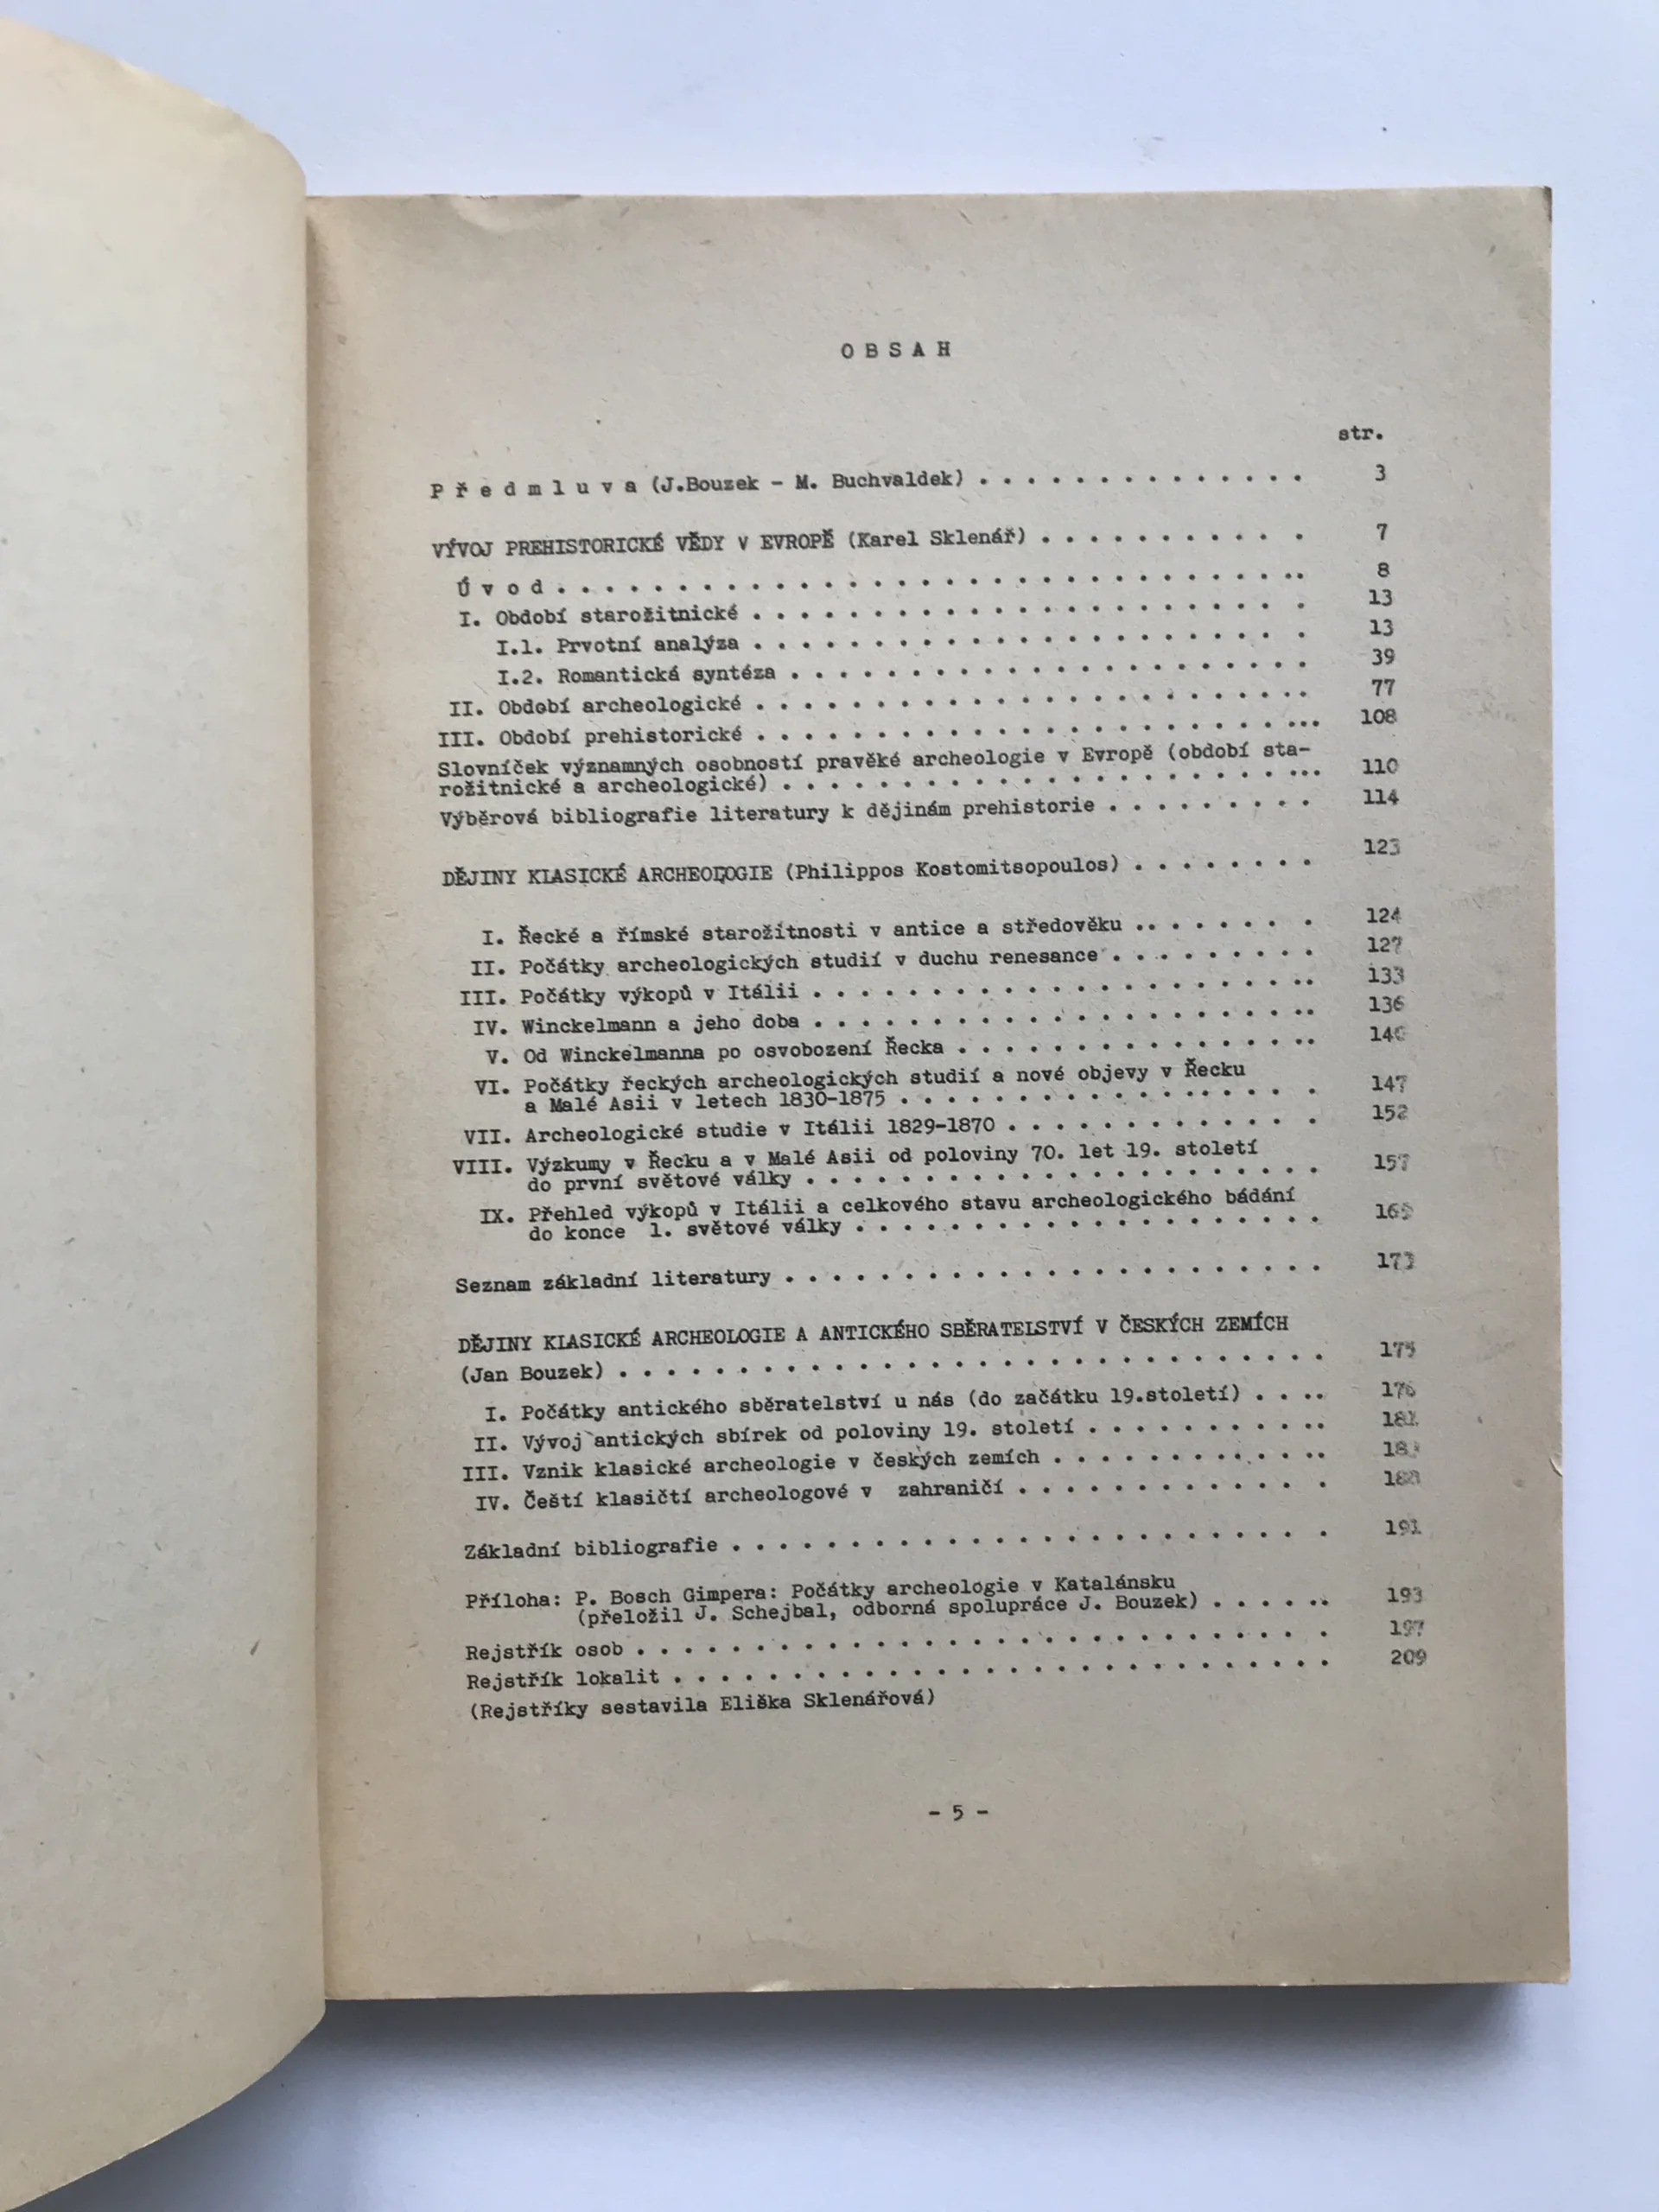 O B S A H
str.
P ř e d m l u v a (J.Bouzek - M. Buchvaldek) . . . . . . . . . . . . . . 3
VÝVOJ PREHISTORICKÉ VĚDY V EVROPĚ (Karel Sklenář) . . . . . . . . . . . 7
Ú v o d . . . . . . . . . . . . . . . . . . . . . . . . . . . . . . . 8
I. Období starožitnické . . . . . . . . . . . . . . . . . . . . . . . 13
I.1. Prvotní analýza . . . . . . . . . . . . . . . . . . . . . . . 13
I.2. Romantická syntéza . . . . . . . . . . . . . . . . . . . . . . 39
II. Období archeologické . . . . . . . . . . . . . . . . . . . . . . . 77
III. Období prehistorické . . . . . . . . . . . . . . . . . . . . . . . 108
Slovníček významných osobností pravěké archeologie v Evropě (období sta-
rožitnické a archeologické) . . . . . . . . . . . . . . . . . . . . . . 110
Výběrová bibliografie literatury k dějinám prehistorie . . . . . . . . . 114
DĚJINY KLASICKÉ ARCHEOLOGIE (Philippos Kostomitsopoulos) . . . . . . . . 123
I. Řecké a římské starožitnosti v antice a středověku . . . . . . . . 124
II. Počátky archeologických studií v duchu renesance . . . . . . . . . 127
III. Počátky výkopů v Itálii . . . . . . . . . . . . . . . . . . . . . . 133
IV. Winckelmann a jeho doba . . . . . . . . . . . . . . . . . . . . . . 136
V. Od Winckelmanna po osvobození Řecka . . . . . . . . . . . . . . . . 140
VI. Počátky řeckých archeologických studií a nové objevy v Řecku
a Malé Asii v letech 1830-1875 . . . . . . . . . . . . . . . . . . 147
VII. Archeologické studie v Itálii 1829-1870 . . . . . . . . . . . . . 152
VIII. Výzkumy v Řecku a v Malé Asii od poloviny 70. let 19. století
do první světové války . . . . . . . . . . . . . . . . . . . . . . 157
IX. Přehled výkopů v Itálii a celkového stavu archeologického bádání
do konce 1. světové války . . . . . . . . . . . . . . . . . . . . 165
Seznam základní literatury . . . . . . . . . . . . . . . . . . . . . . . 173
DĚJINY KLASICKÉ ARCHEOLOGIE A ANTICKÉHO SBĚRATELSTVÍ V ČESKÝCH ZEMÍCH
(Jan Bouzek) . . . . . . . . . . . . . . . . . . . . . . . . . . . . . . 175
I. Počátky antického sběratelství u nás (do začátku 19.století) . . . . 176
II. Vývoj antických sbírek od poloviny 19. století . . . . . . . . . . . 181
III. Vznik klasické archeologie v českých zemích . . . . . . . . . . . .
IV. Čeští klasičtí archeologové v zahraničí . . . . . . . . . . . . . 188
Základní bibliografie . . . . . . . . . . . . . . . . . . . . . . . . . 191
Příloha: P. Bosch Gimpera: Počátky archeologie v Katalánsku
(přeložil J. Schejbal, odborná spolupráce J. Bouzek) . . . . . . 193
Rejstřík osob . . . . . . . . . . . . . . . . . . . . . . . . . . . . . 197
Rejstřík lokalit . . . . . . . . . . . . . . . . . . . . . . . . . . . . 209
(Rejstříky sestavila Eliška Sklenářová)
- 5 -